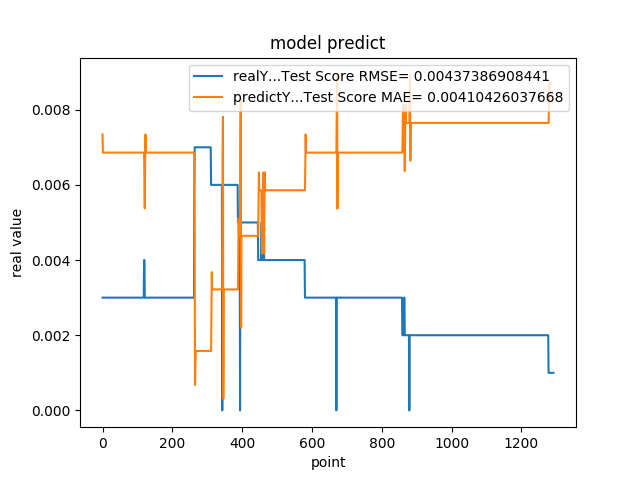 model predict
realY...Test Score RMSE= 0.00437386908441
predictY...Test Score MAE= 0.00410426037668
real value
0.008
0.006
0.004
0.002
0.000
0 200 400 600 800 1000 1200
point